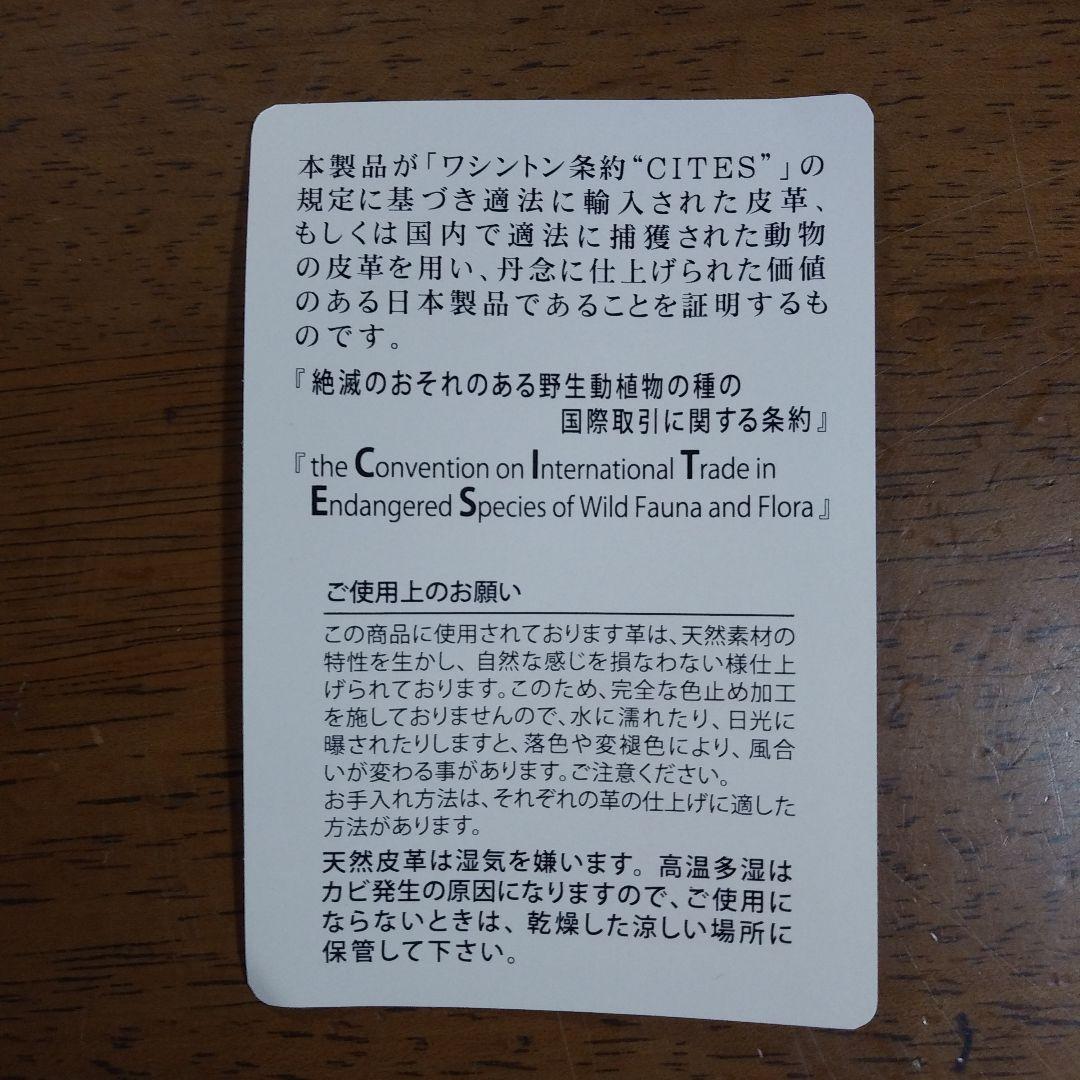 本製品が「ワシントン条約“CITES”」の
規定に基づき適法に輸入された皮革、
もしくは国内で適法に捕獲された動物
の皮革を用い、丹念に仕上げられた価値
のある日本製品であることを証明するも
のです。
『絶滅のおそれのある野生動植物の種の
国際取引に関する条約』
『the Convention on International Trade in
Endangered Species of Wild Fauna and Flora』
ご使用上のお願い
この商品に使用されております革は、天然素材の
特性を生かし、自然な感じを損なわない様仕上
げられております。このため、完全な色止め加工
を施しておりませんので、水に濡れたり、日光に
曝されたりしますと、落色や変褪色により、風合
いが変わる事があります。ご注意ください。
お手入れ方法は、それぞれの革の仕上げに適した
方法があります。
天然皮革は湿気を嫌います。高温多湿は
カビ発生の原因になりますので、ご使用に
ならないときは、乾燥した涼しい場所に
保管して下さい。